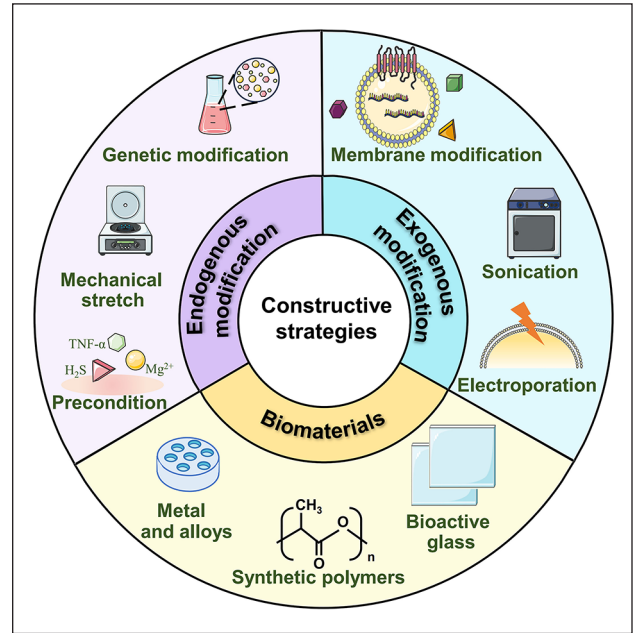 Genetic modification
Membrane modification
Endogenous
modification
Exogenous
modification
Mechanical
stretch
Sonication
Constructive
strategies
TNF-α
H₂S
Mg²⁺
Precondition
Electroporation
Biomaterials
Metal
and alloys
CH₃
O
O
n
Bioactive
glass
Synthetic polymers